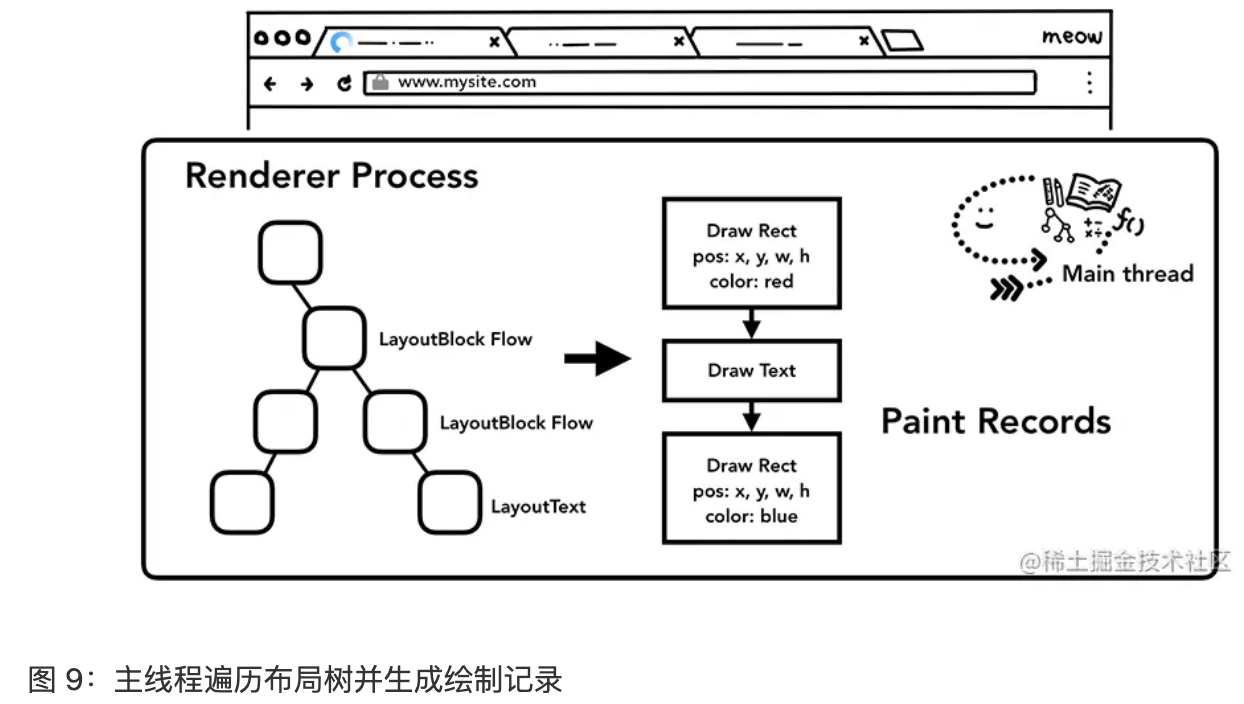 meow
www.mysite.com
Renderer Process
LayoutBlock Flow
LayoutBlock Flow
LayoutText
Draw Rect
pos: x, y, w, h
color: red
Draw Text
Draw Rect
pos: x, y, w, h
color: blue
f()
Main thread
Paint Records
@稀土掘金技术社区
图 9：主线程遍历布局树并生成绘制记录